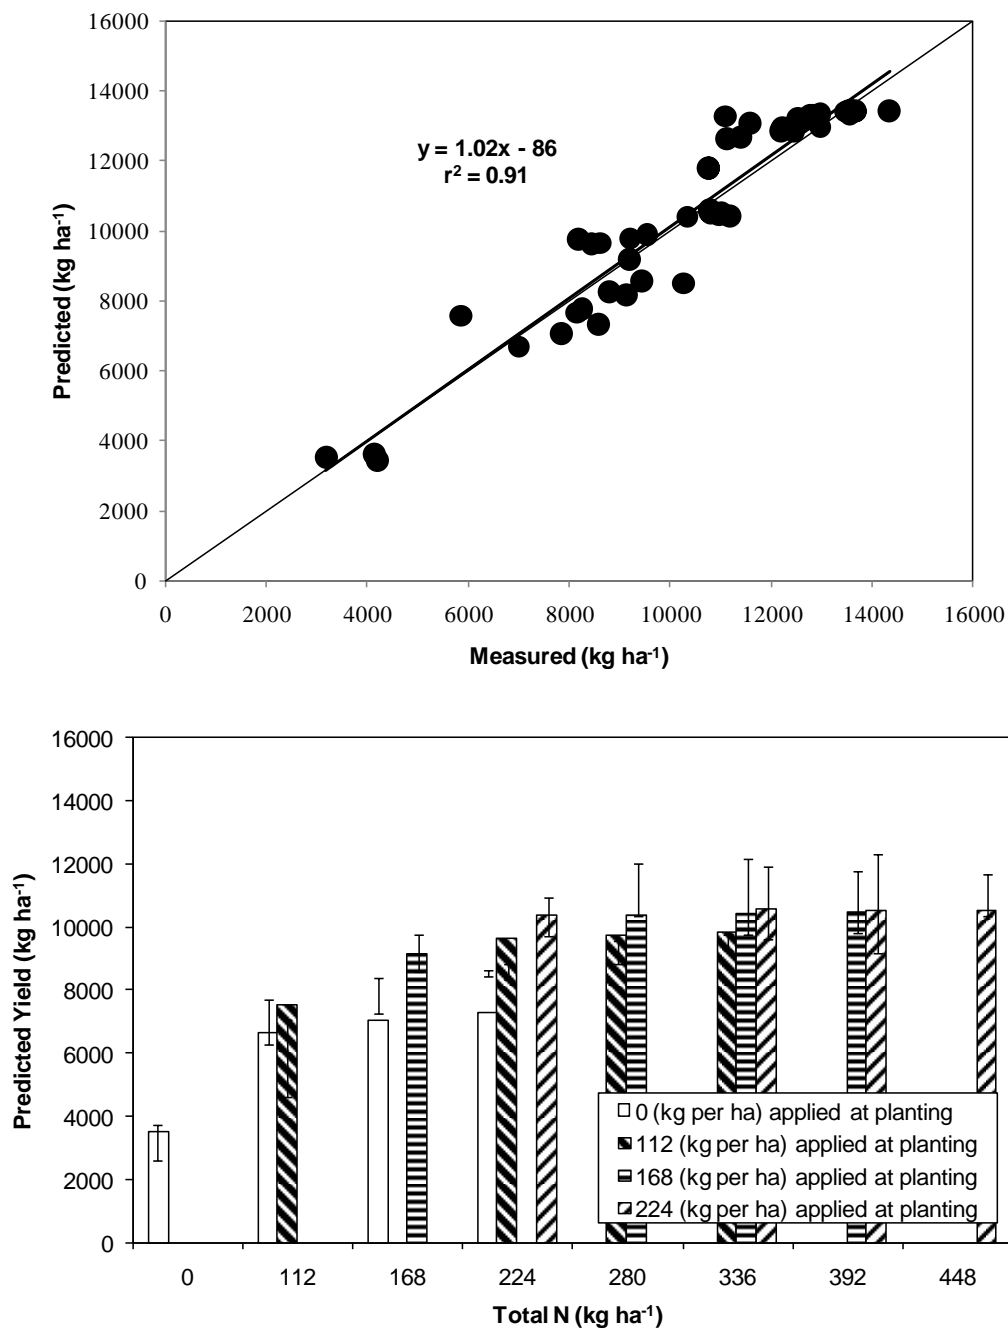 16000
14000
12000
10000
8000
6000
4000
2000
0
Predicted (kg ha⁻¹)
y = 1.02x - 86
r² = 0.91
0 2000 4000 6000 8000 10000 12000 14000 16000
Measured (kg ha⁻¹)
16000
14000
12000
10000
8000
6000
4000
2000
0
Predicted Yield (kg ha⁻¹)
0 (kg per ha) applied at planting
112 (kg per ha) applied at planting
168 (kg per ha) applied at planting
224 (kg per ha) applied at planting
0 112 168 224 280 336 392 448
Total N (kg ha⁻¹)